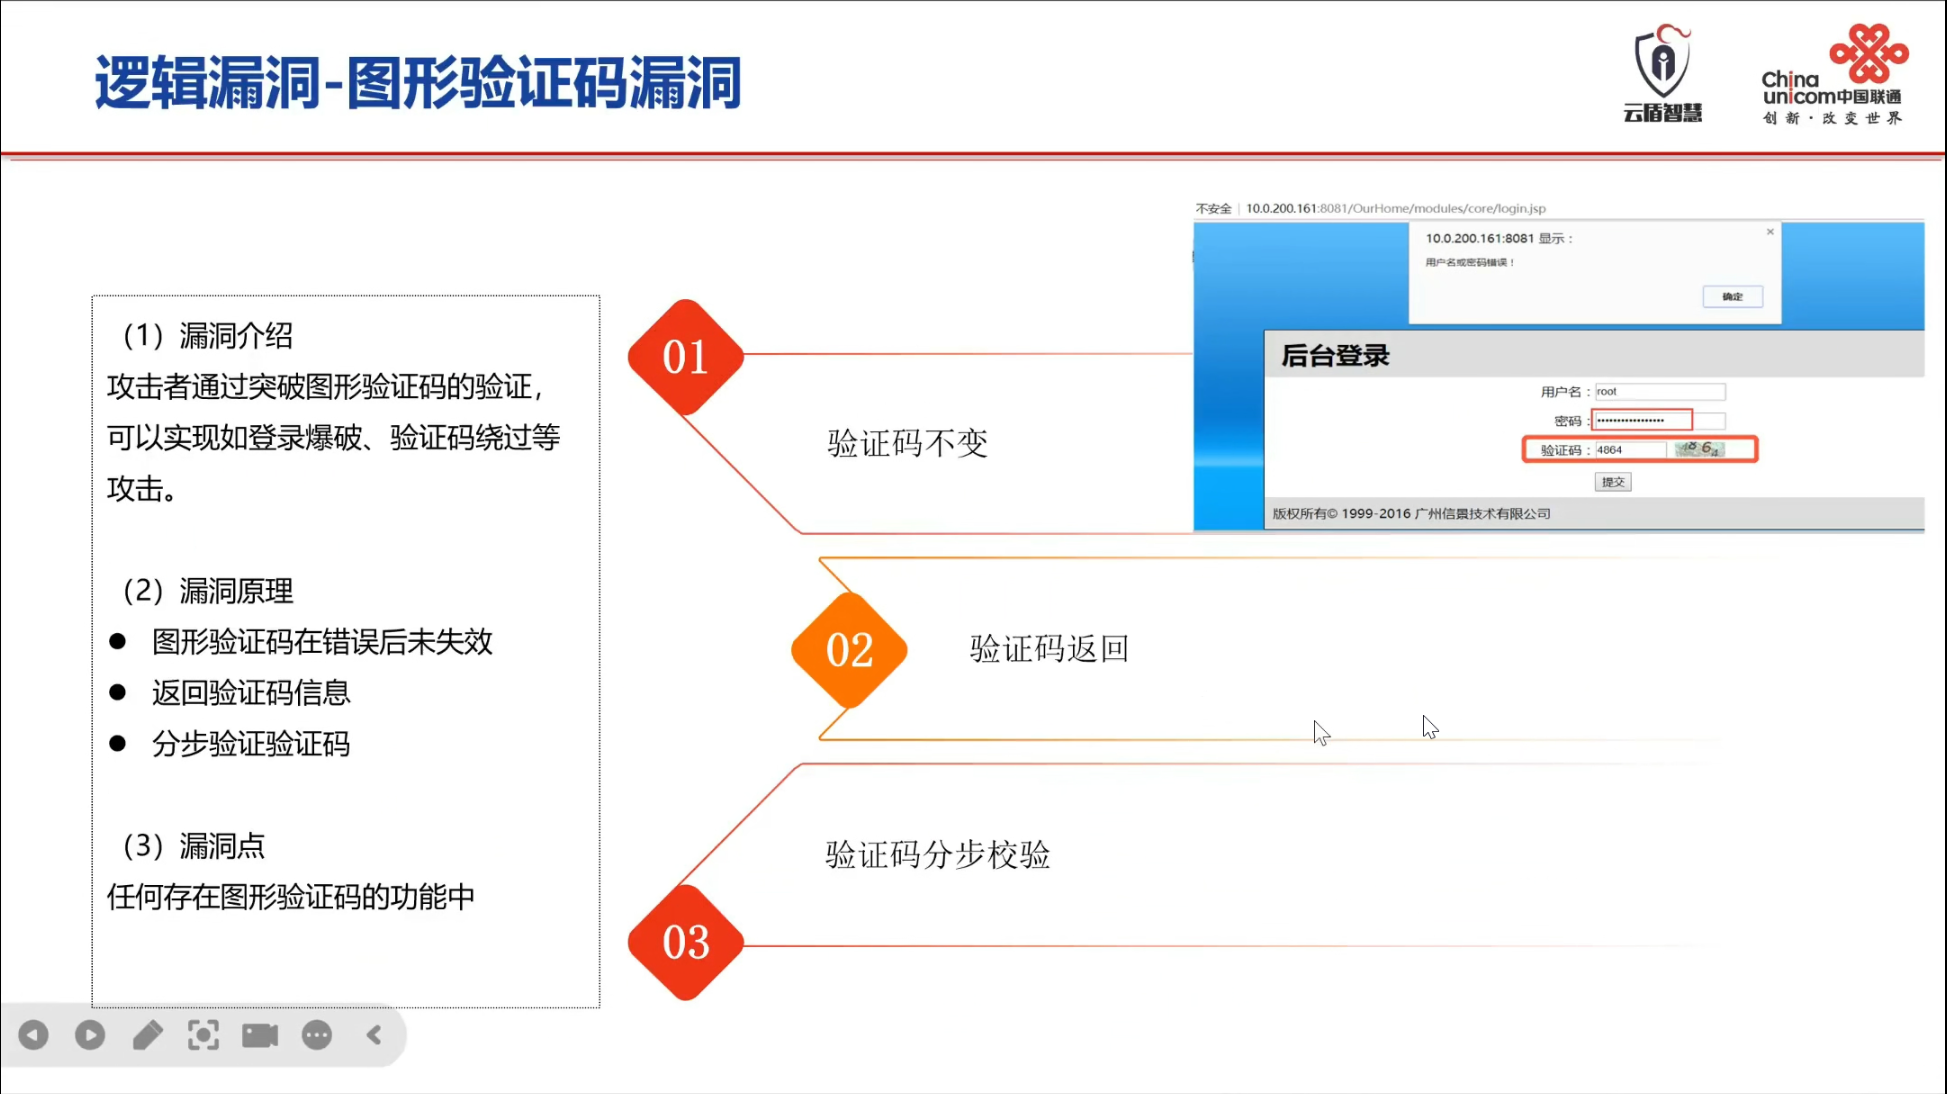 逻辑漏洞-图形验证码漏洞
云盾智慧
China
unicom中国联通
创新·改变世界
（1）漏洞介绍
攻击者通过突破图形验证码的验证，
可以实现如登录爆破、验证码绕过等
攻击。
（2）漏洞原理
● 图形验证码在错误后未失效
● 返回验证码信息
● 分步验证验证码
（3）漏洞点
任何存在图形验证码的功能中
01
验证码不变
不安全 | 10.0.200.161:8081/OurHome/modules/core/login.jsp
10.0.200.161:8081 显示：
用户名或密码错误！
确定
后台登录
用户名：root
密码：••••••••••••••••
验证码：4864 4864
提交
版权所有© 1999-2016 广州信景技术有限公司
02
验证码返回
验证码分步校验
03